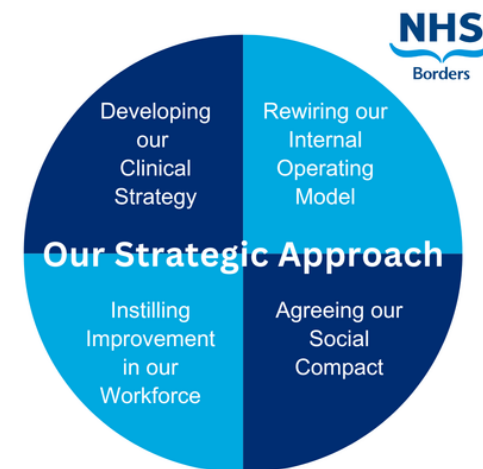 NHS
Borders
Developing
our
Clinical
Strategy
Rewiring our
Internal
Operating
Model
Our Strategic Approach
Instilling
Improvement
in our
Workforce
Agreeing our
Social
Compact